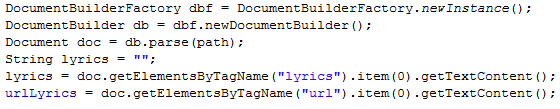 DocumentBuilderFactory dbf = DocumentBuilderFactory.newInstance();
DocumentBuilder db = dbf.newDocumentBuilder();
Document doc = db.parse(path);
String lyrics = "";
lyrics = doc.getElementsByTagName("lyrics").item(0).getTextContent();
urlLyrics = doc.getElementsByTagName("url").item(0).getTextContent();